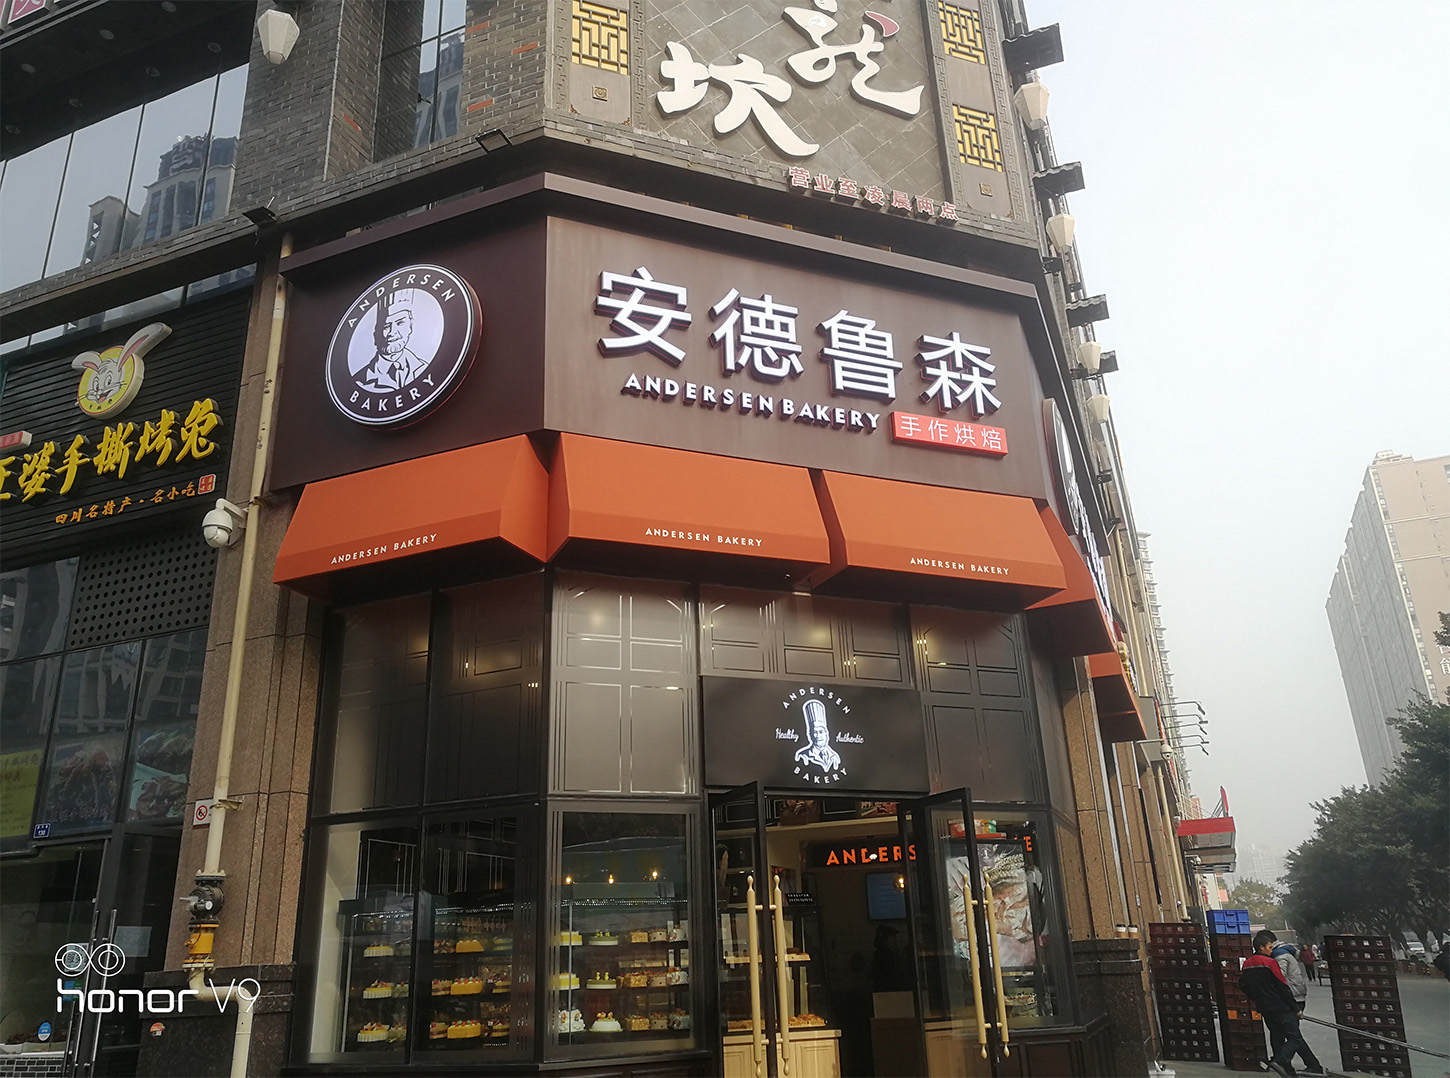 龙
坎
营业至凌晨两点
ANDERSEN
BAKERY
安德鲁森
ANDERSEN BAKERY
手作烘焙
婆手撕烤兔
四川名特产·名小吃
ANDERSEN BAKERY
ANDERSEN BAKERY
ANDERSEN BAKERY
ANDERSEN
Healthy Authentic
BAKERY
ANDERS
E
honor V9